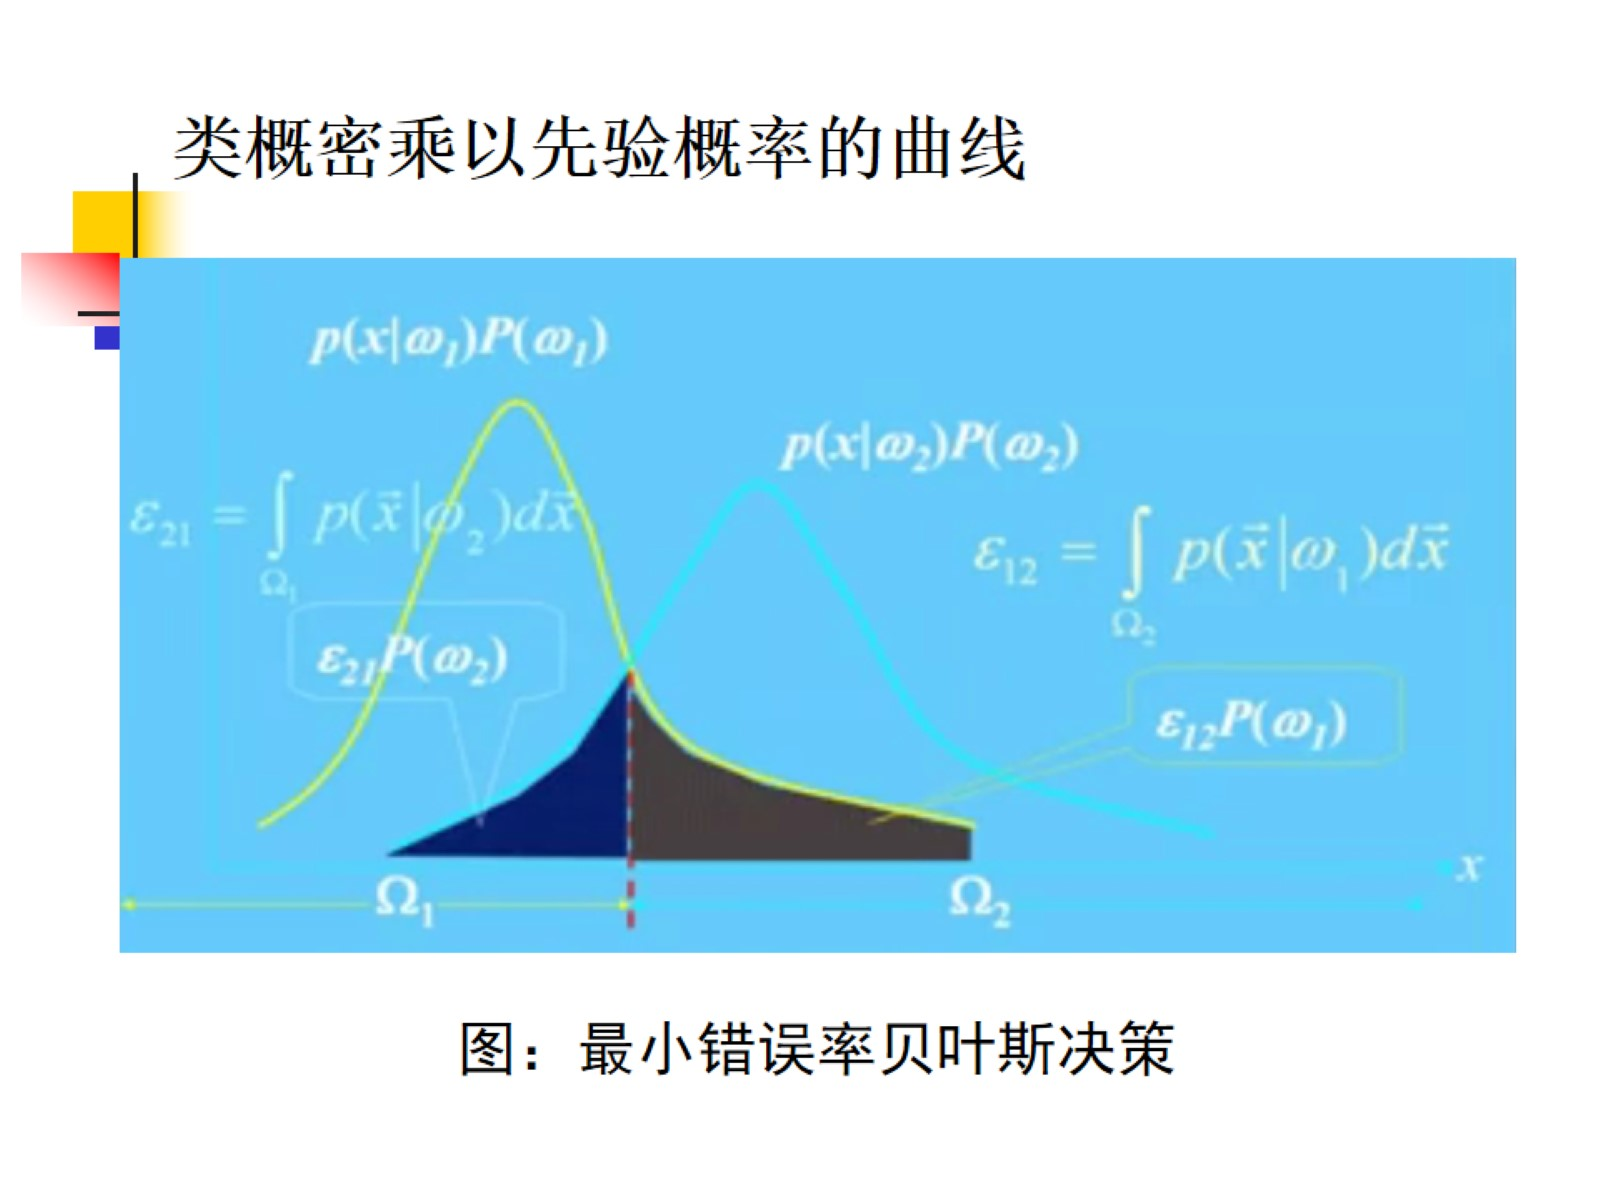 类概密乘以先验概率的曲线
p(x|ω₁)P(ω₁)
p(x|ω₂)P(ω₂)
ε₂₁ = ∫_Ω₁ p(x⃗|ω₂)dx⃗
ε₁₂ = ∫_Ω₂ p(x⃗|ω₁)dx⃗
ε₂₁P(ω₂)
ε₁₂P(ω₁)
x
Ω₁ Ω₂
图：最小错误率贝叶斯决策